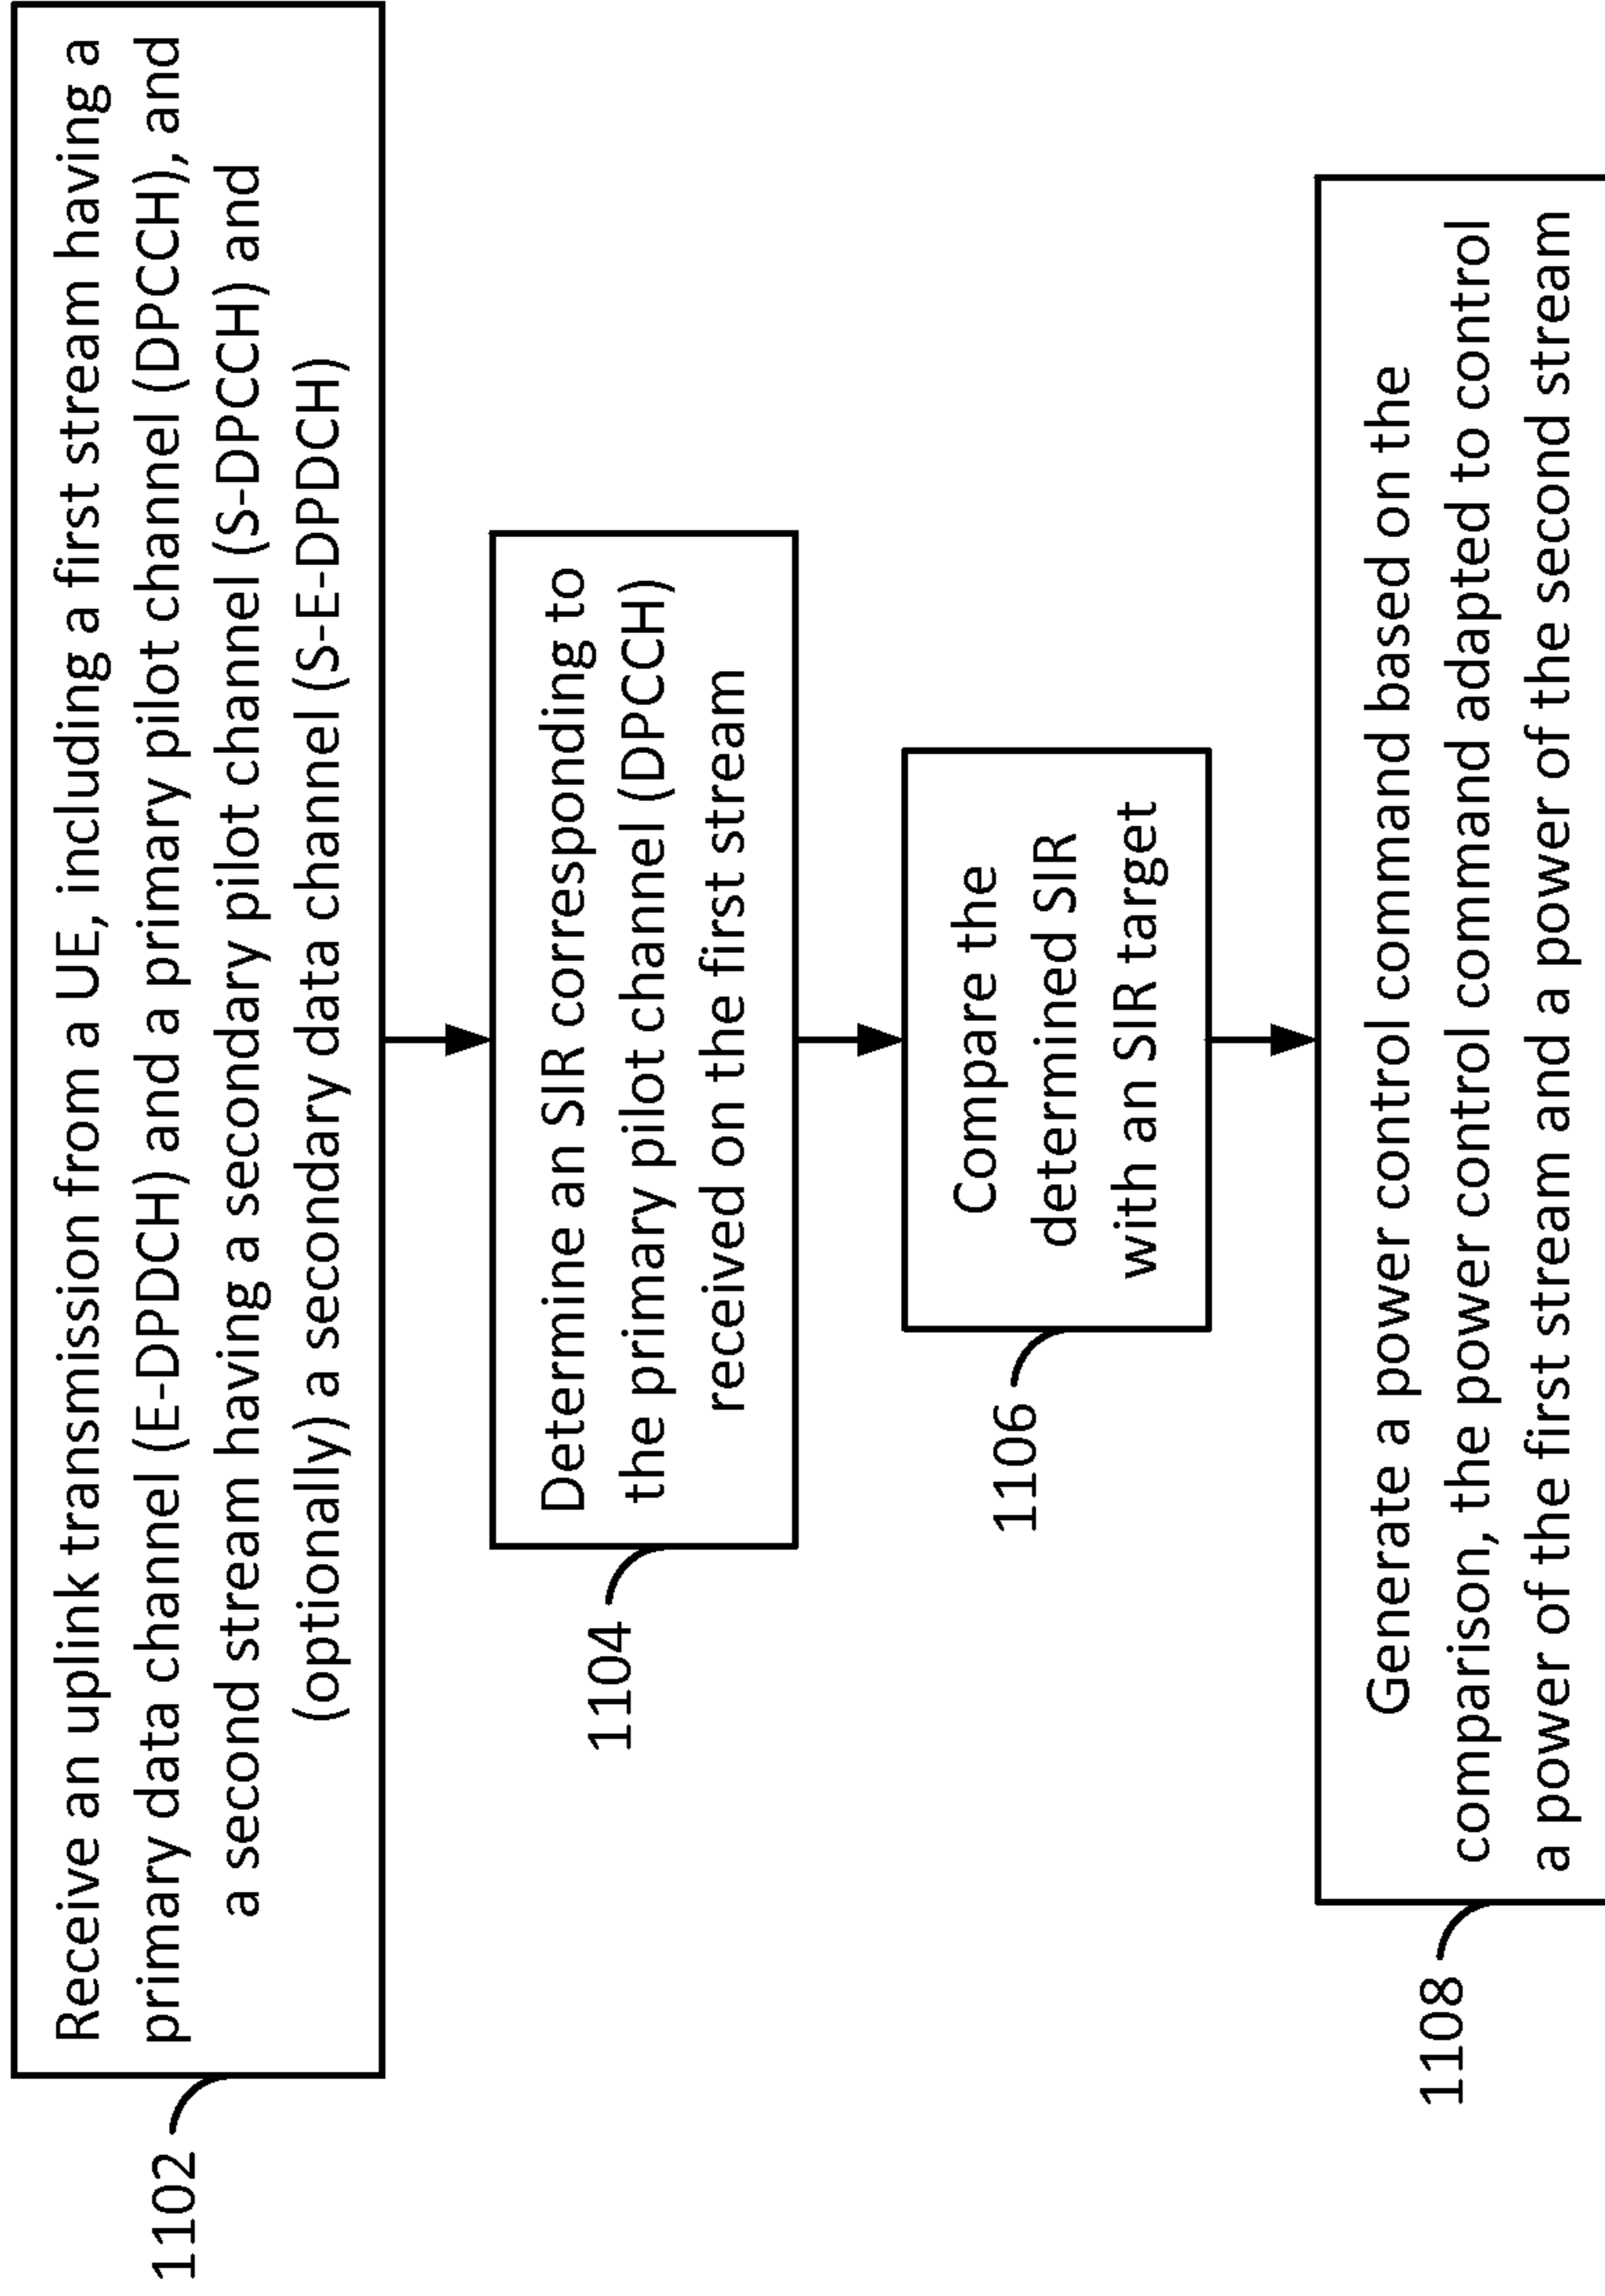 Receive an uplink transmission from a UE, including a first stream having a
primary data channel (E-DPDCH) and a primary pilot channel (DPCCH), and
a second stream having a secondary pilot channel (S-DPCCH) and
(optionally) a secondary data channel (S-E-DPDCH)
1102
Determine an SIR corresponding to
the primary pilot channel (DPCCH)
received on the first stream
1104
Compare the
determined SIR
with an SIR target
1106
Generate a power control command based on the
comparison, the power control command adapted to control
a power of the first stream and a power of the second stream
1108